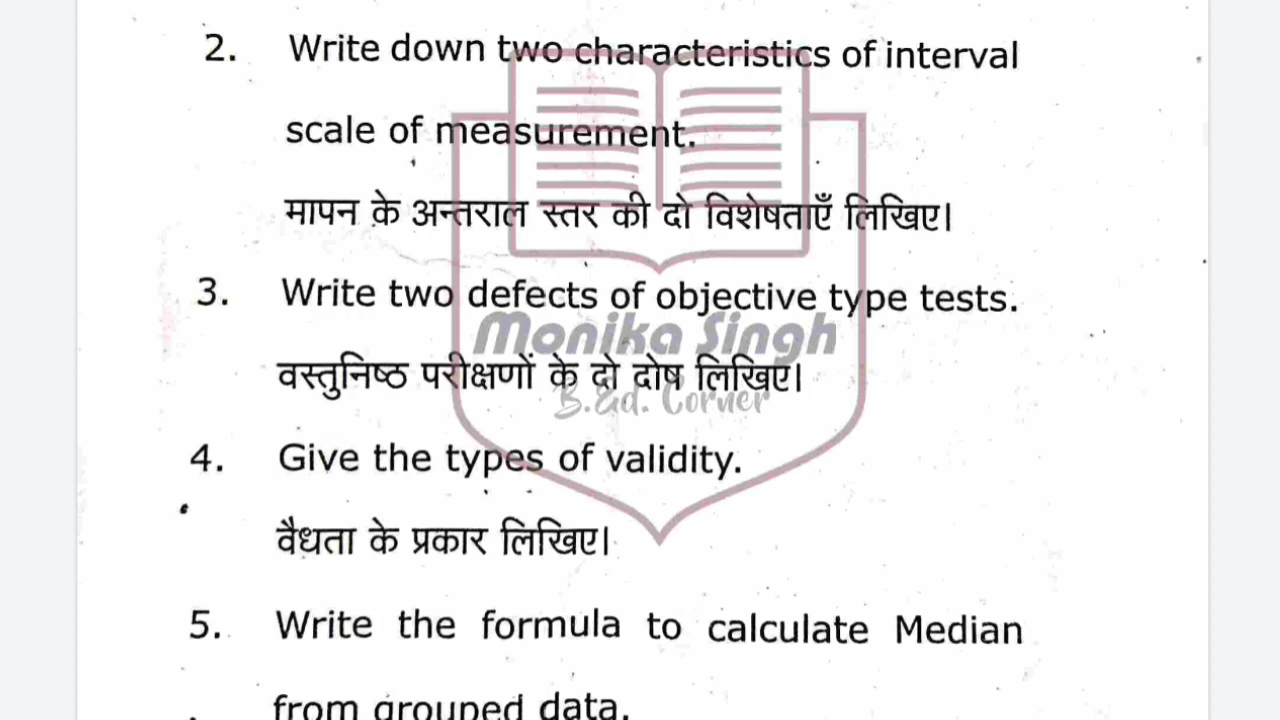 2. Write down two characteristics of interval
scale of measurement.
मापन के अन्तराल स्तर की दो विशेषताएँ लिखिए।
3. Write two defects of objective type tests.
Monika Singh
वस्तुनिष्ठ परीक्षणों के दो दोष लिखिए।
B.Ed. Corner
4. Give the types of validity.
वैधता के प्रकार लिखिए।
5. Write the formula to calculate Median
from grouped data.